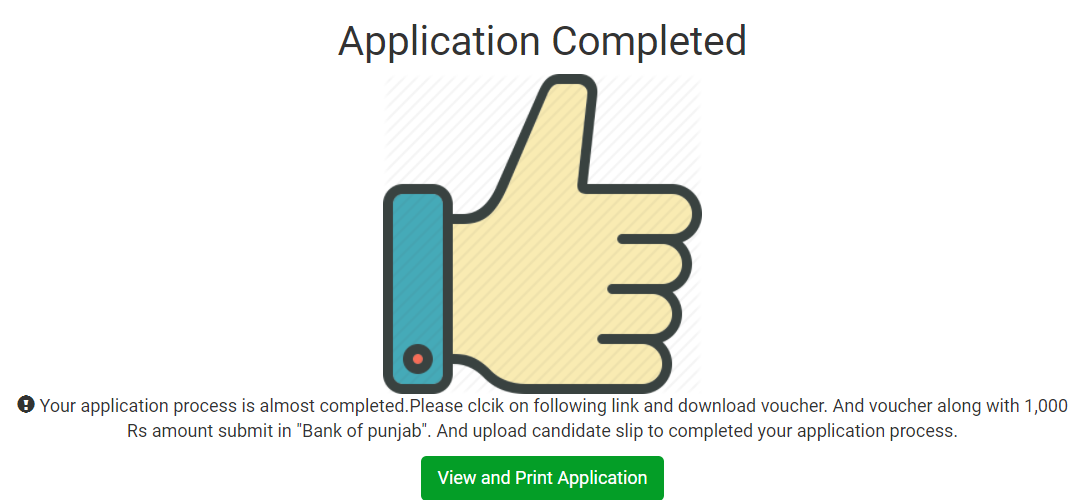 Application Completed
Your application process is almost completed.Please clcik on following link and download voucher. And voucher along with 1,000
Rs amount submit in "Bank of punjab". And upload candidate slip to completed your application process.
View and Print Application